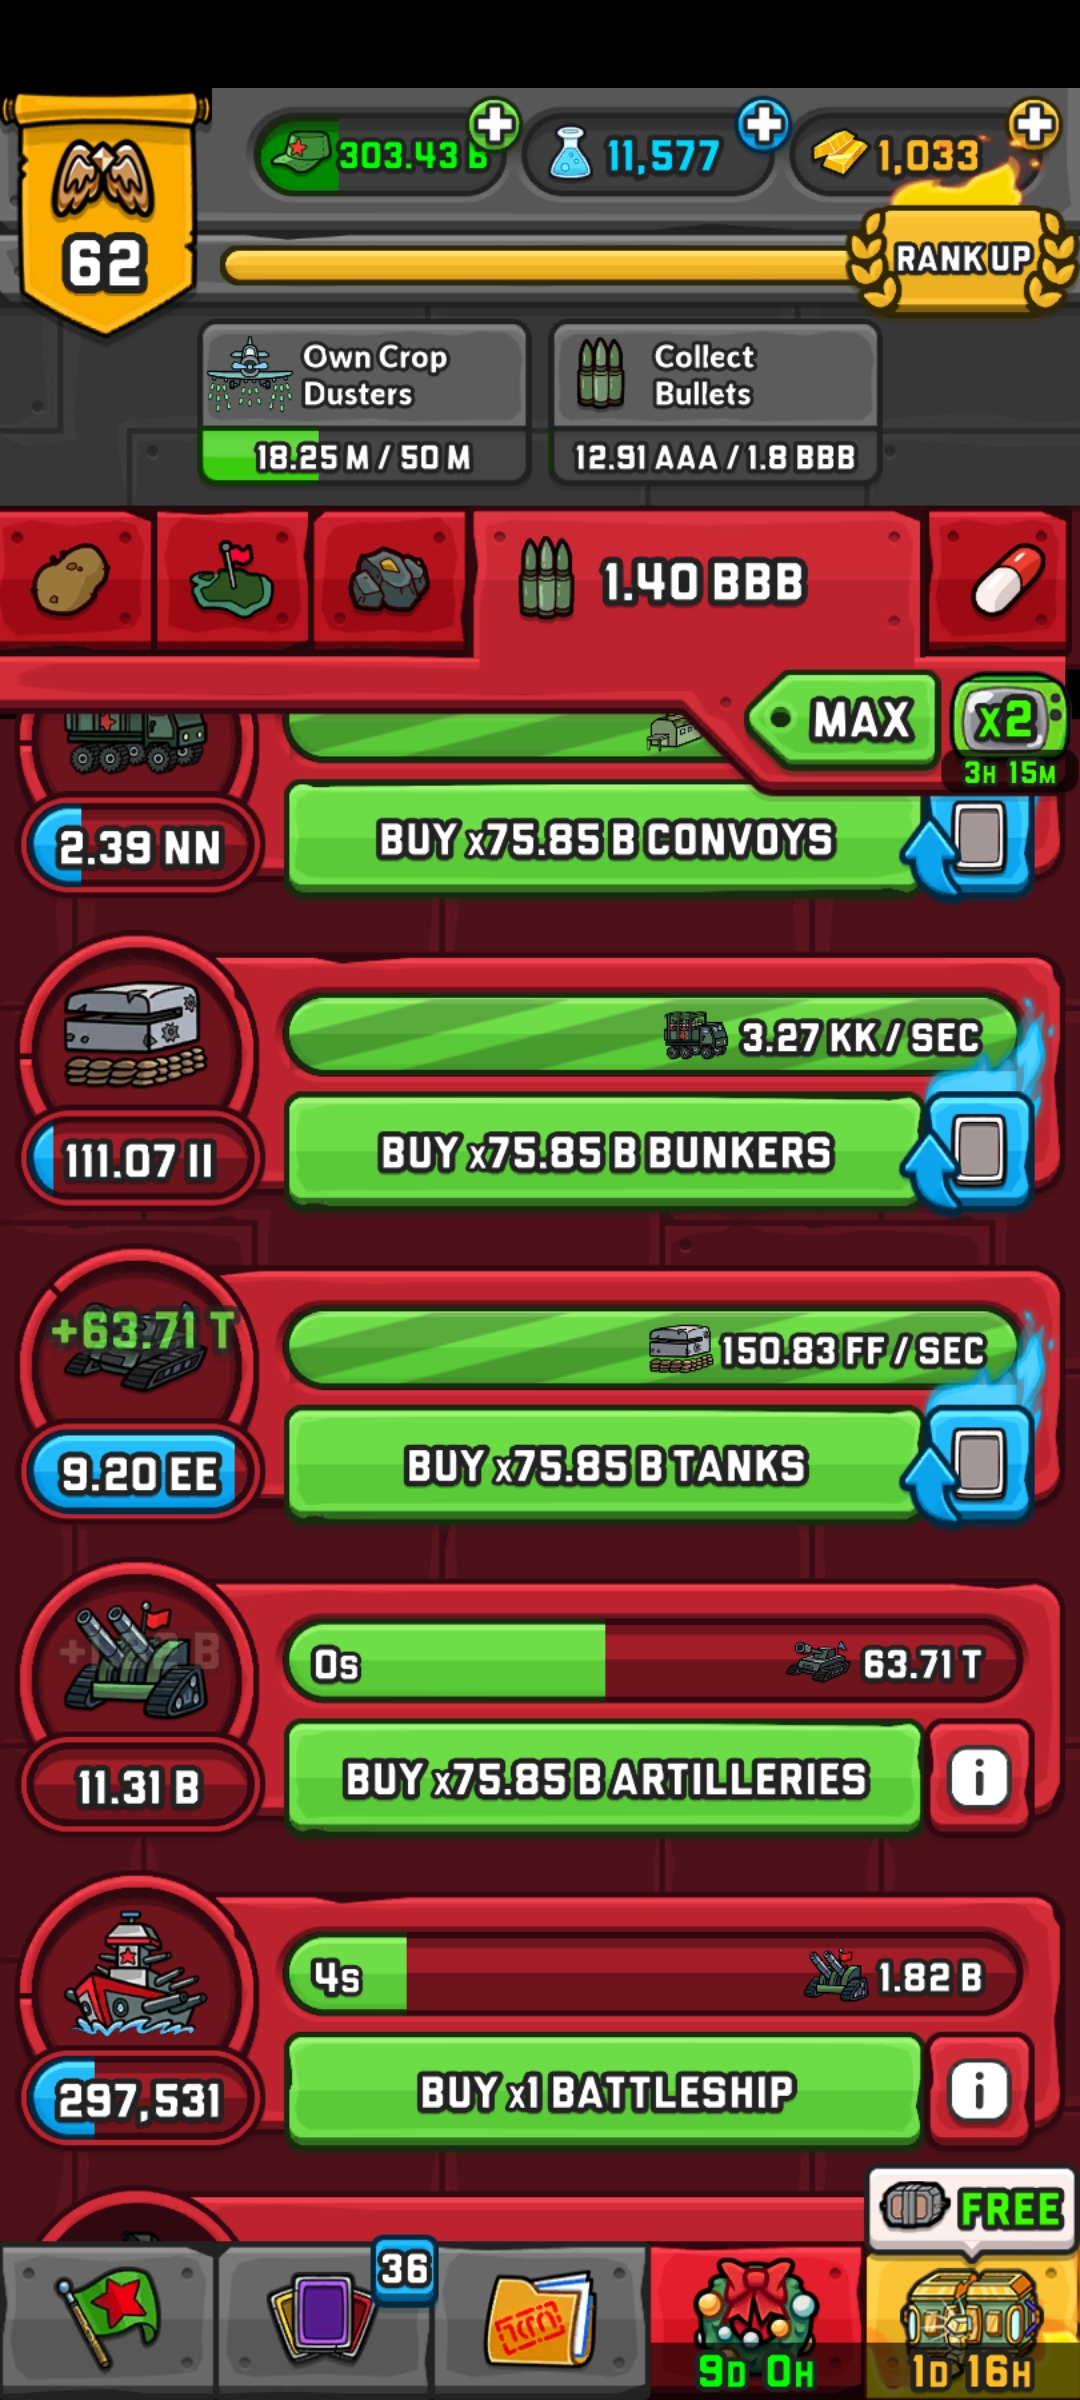 303.43 B
11,577
1,033
62
RANK UP
Own Crop
Dusters
18.25 M / 50 M
Collect
Bullets
12.91 AAA / 1.8 BBB
1.40 BBB
MAX
x2
3H 15M
2.39 NN
BUY x75.85 B CONVOYS
3.27 KK / SEC
111.07 II
BUY x75.85 B BUNKERS
+63.71 T
150.83 FF / SEC
9.20 EE
BUY x75.85 B TANKS
0s
63.71 T
11.31 B
BUY x75.85 B ARTILLERIES
i
4s
1.82 B
297,531
BUY x1 BATTLESHIP
i
FREE
36
9D 0H
1D 16H